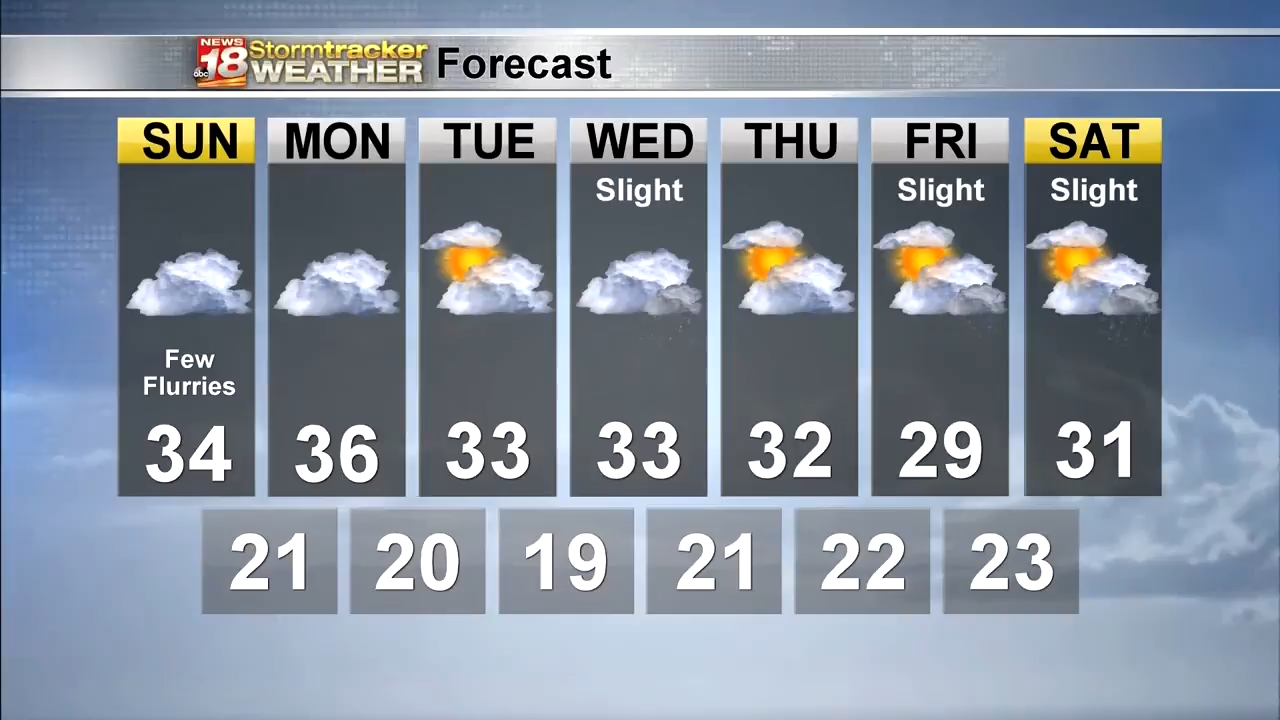 NEWS
abc 18
Stormtracker
WEATHER
Forecast
SUN MON TUE WED THU FRI SAT
Slight Slight Slight
Few
Flurries
34 36 33 33 32 29 31
21 20 19 21 22 23